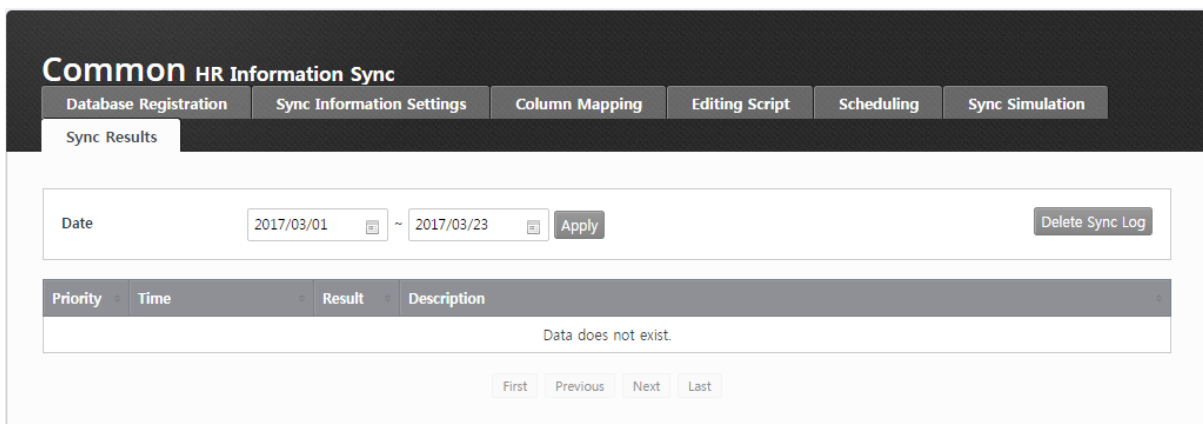 Common HR Information Sync
Database Registration Sync Information Settings Column Mapping Editing Script Scheduling Sync Simulation
Sync Results
Date 2017/03/01 ~ 2017/03/23 Apply Delete Sync Log
Priority Time Result Description
Data does not exist.
First Previous Next Last